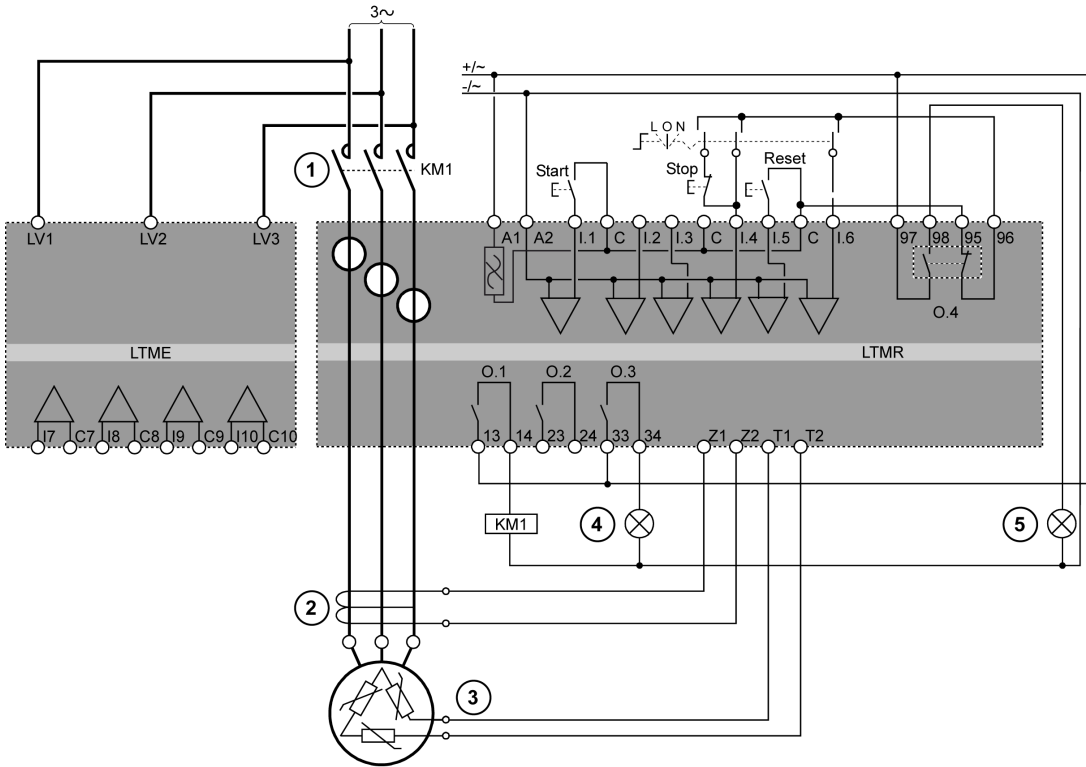 3~
+/~
-/~
L O N
1
KM1
Start
Stop
Reset
LV1 LV2 LV3
A1 A2 I.1 C I.2 I.3 C I.4 I.5 C I.6 97 98 95 96
O.4
LTME
LTMR
O.1 O.2 O.3
I7 C7 I8 C8 I9 C9 I10 C10
13 14 23 24 33 34 Z1 Z2 T1 T2
KM1
4
5
2
3